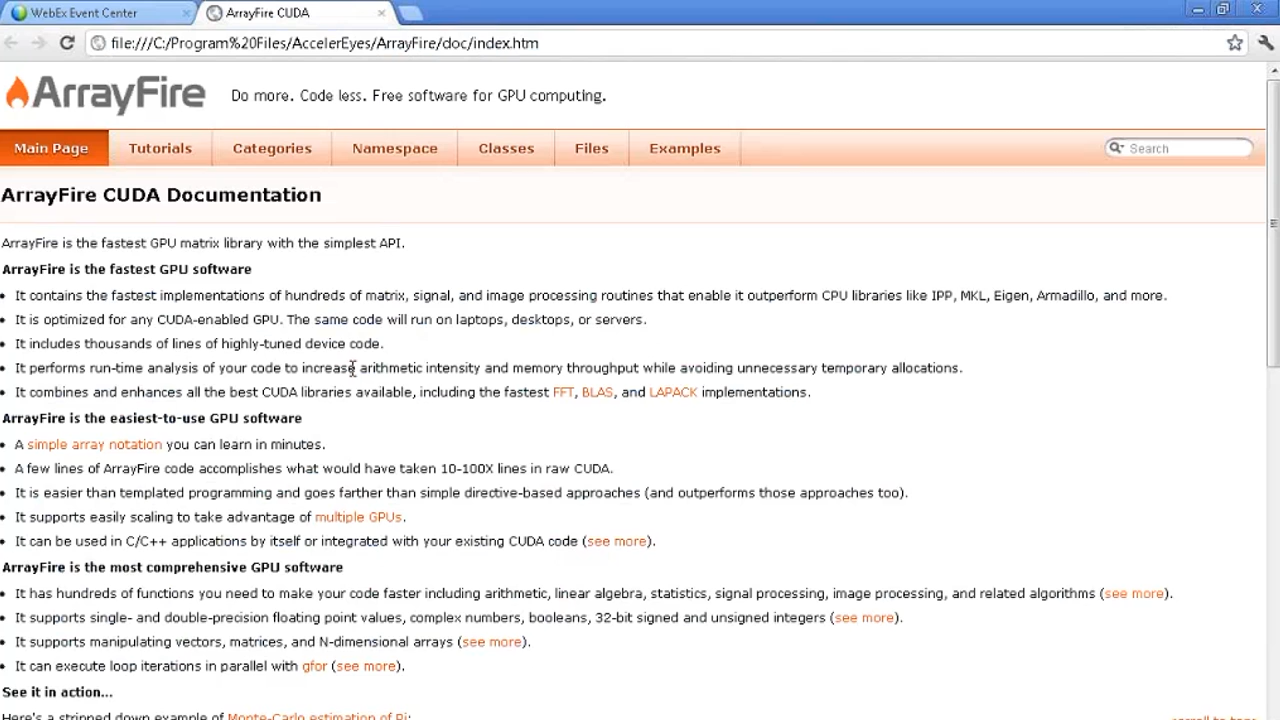 WebEx Event Center
ArrayFire CUDA
file:///C:/Program%20Files/AccelerEyes/ArrayFire/doc/index.htm
ArrayFire Do more. Code less. Free software for GPU computing.
Main Page Tutorials Categories Namespace Classes Files Examples Search
ArrayFire CUDA Documentation
ArrayFire is the fastest GPU matrix library with the simplest API.
ArrayFire is the fastest GPU software
• It contains the fastest implementations of hundreds of matrix, signal, and image processing routines that enable it outperform CPU libraries like IPP, MKL, Eigen, Armadillo, and more.
• It is optimized for any CUDA-enabled GPU. The same code will run on laptops, desktops, or servers.
• It includes thousands of lines of highly-tuned device code.
• It performs run-time analysis of your code to increase arithmetic intensity and memory throughput while avoiding unnecessary temporary allocations.
• It combines and enhances all the best CUDA libraries available, including the fastest FFT, BLAS, and LAPACK implementations.
ArrayFire is the easiest-to-use GPU software
• A simple array notation you can learn in minutes.
• A few lines of ArrayFire code accomplishes what would have taken 10-100X lines in raw CUDA.
• It is easier than templated programming and goes farther than simple directive-based approaches (and outperforms those approaches too).
• It supports easily scaling to take advantage of multiple GPUs.
• It can be used in C/C++ applications by itself or integrated with your existing CUDA code (see more).
ArrayFire is the most comprehensive GPU software
• It has hundreds of functions you need to make your code faster including arithmetic, linear algebra, statistics, signal processing, image processing, and related algorithms (see more).
• It supports single- and double-precision floating point values, complex numbers, booleans, 32-bit signed and unsigned integers (see more).
• It supports manipulating vectors, matrices, and N-dimensional arrays (see more).
• It can execute loop iterations in parallel with gfor (see more).
See it in action...
Here's a stripped down example of Monte-Carlo estimation of Pi:
scroll to top